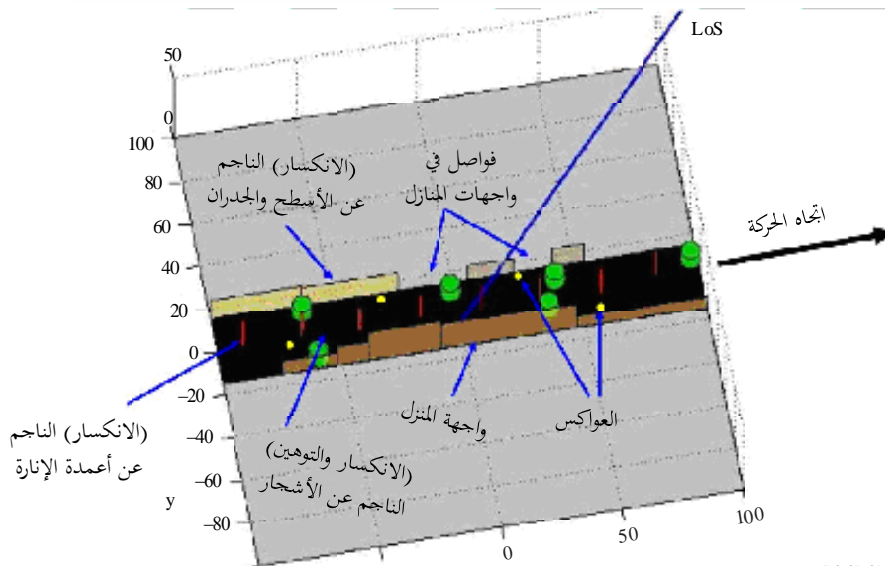 LoS
50
0
100
80
60
40
20
0
−20
−40
−60
−80
y
0
50
100
(الانكسار) الناجم
عن الأسطح والجدران
فواصل في
واجهات المنازل
اتجاه الحركة
(الانكسار) الناجم
عن أعمدة الإنارة
(الانكسار والتوهين)
الناجم عن الأشجار
واجهة المنزل
العواكس